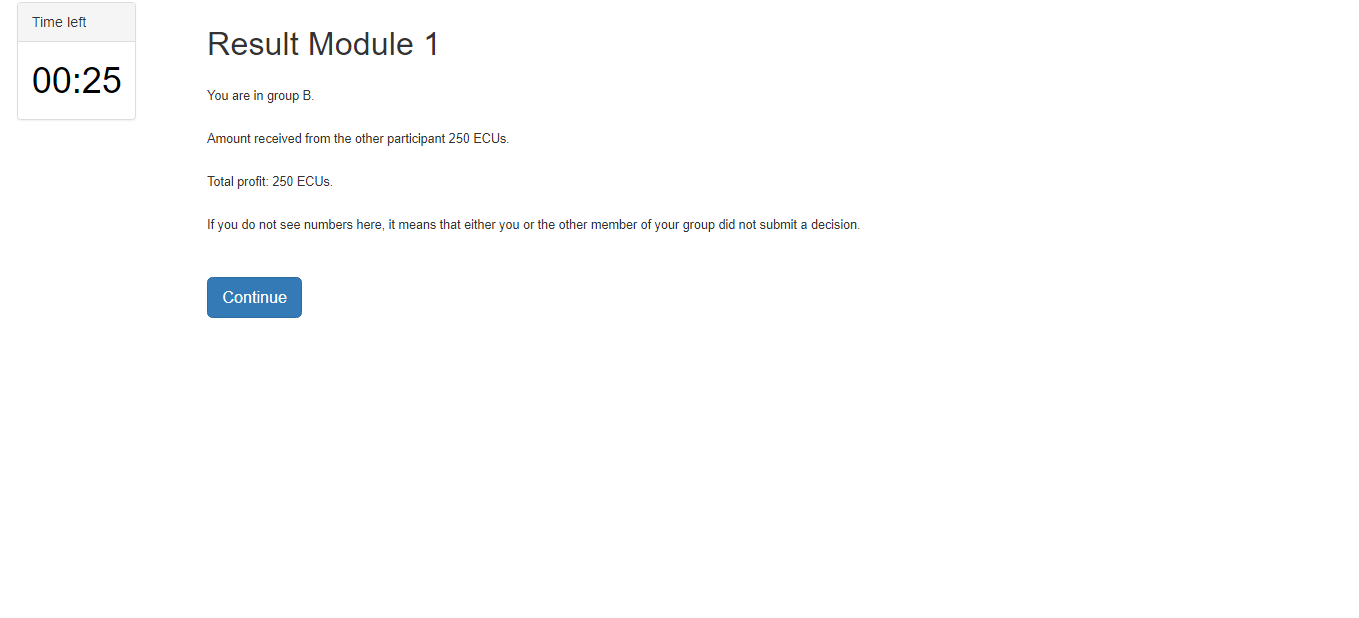 Time left
00:25
Result Module 1
You are in group B.
Amount received from the other participant 250 ECUs.
Total profit: 250 ECUs.
If you do not see numbers here, it means that either you or the other member of your group did not submit a decision.
Continue